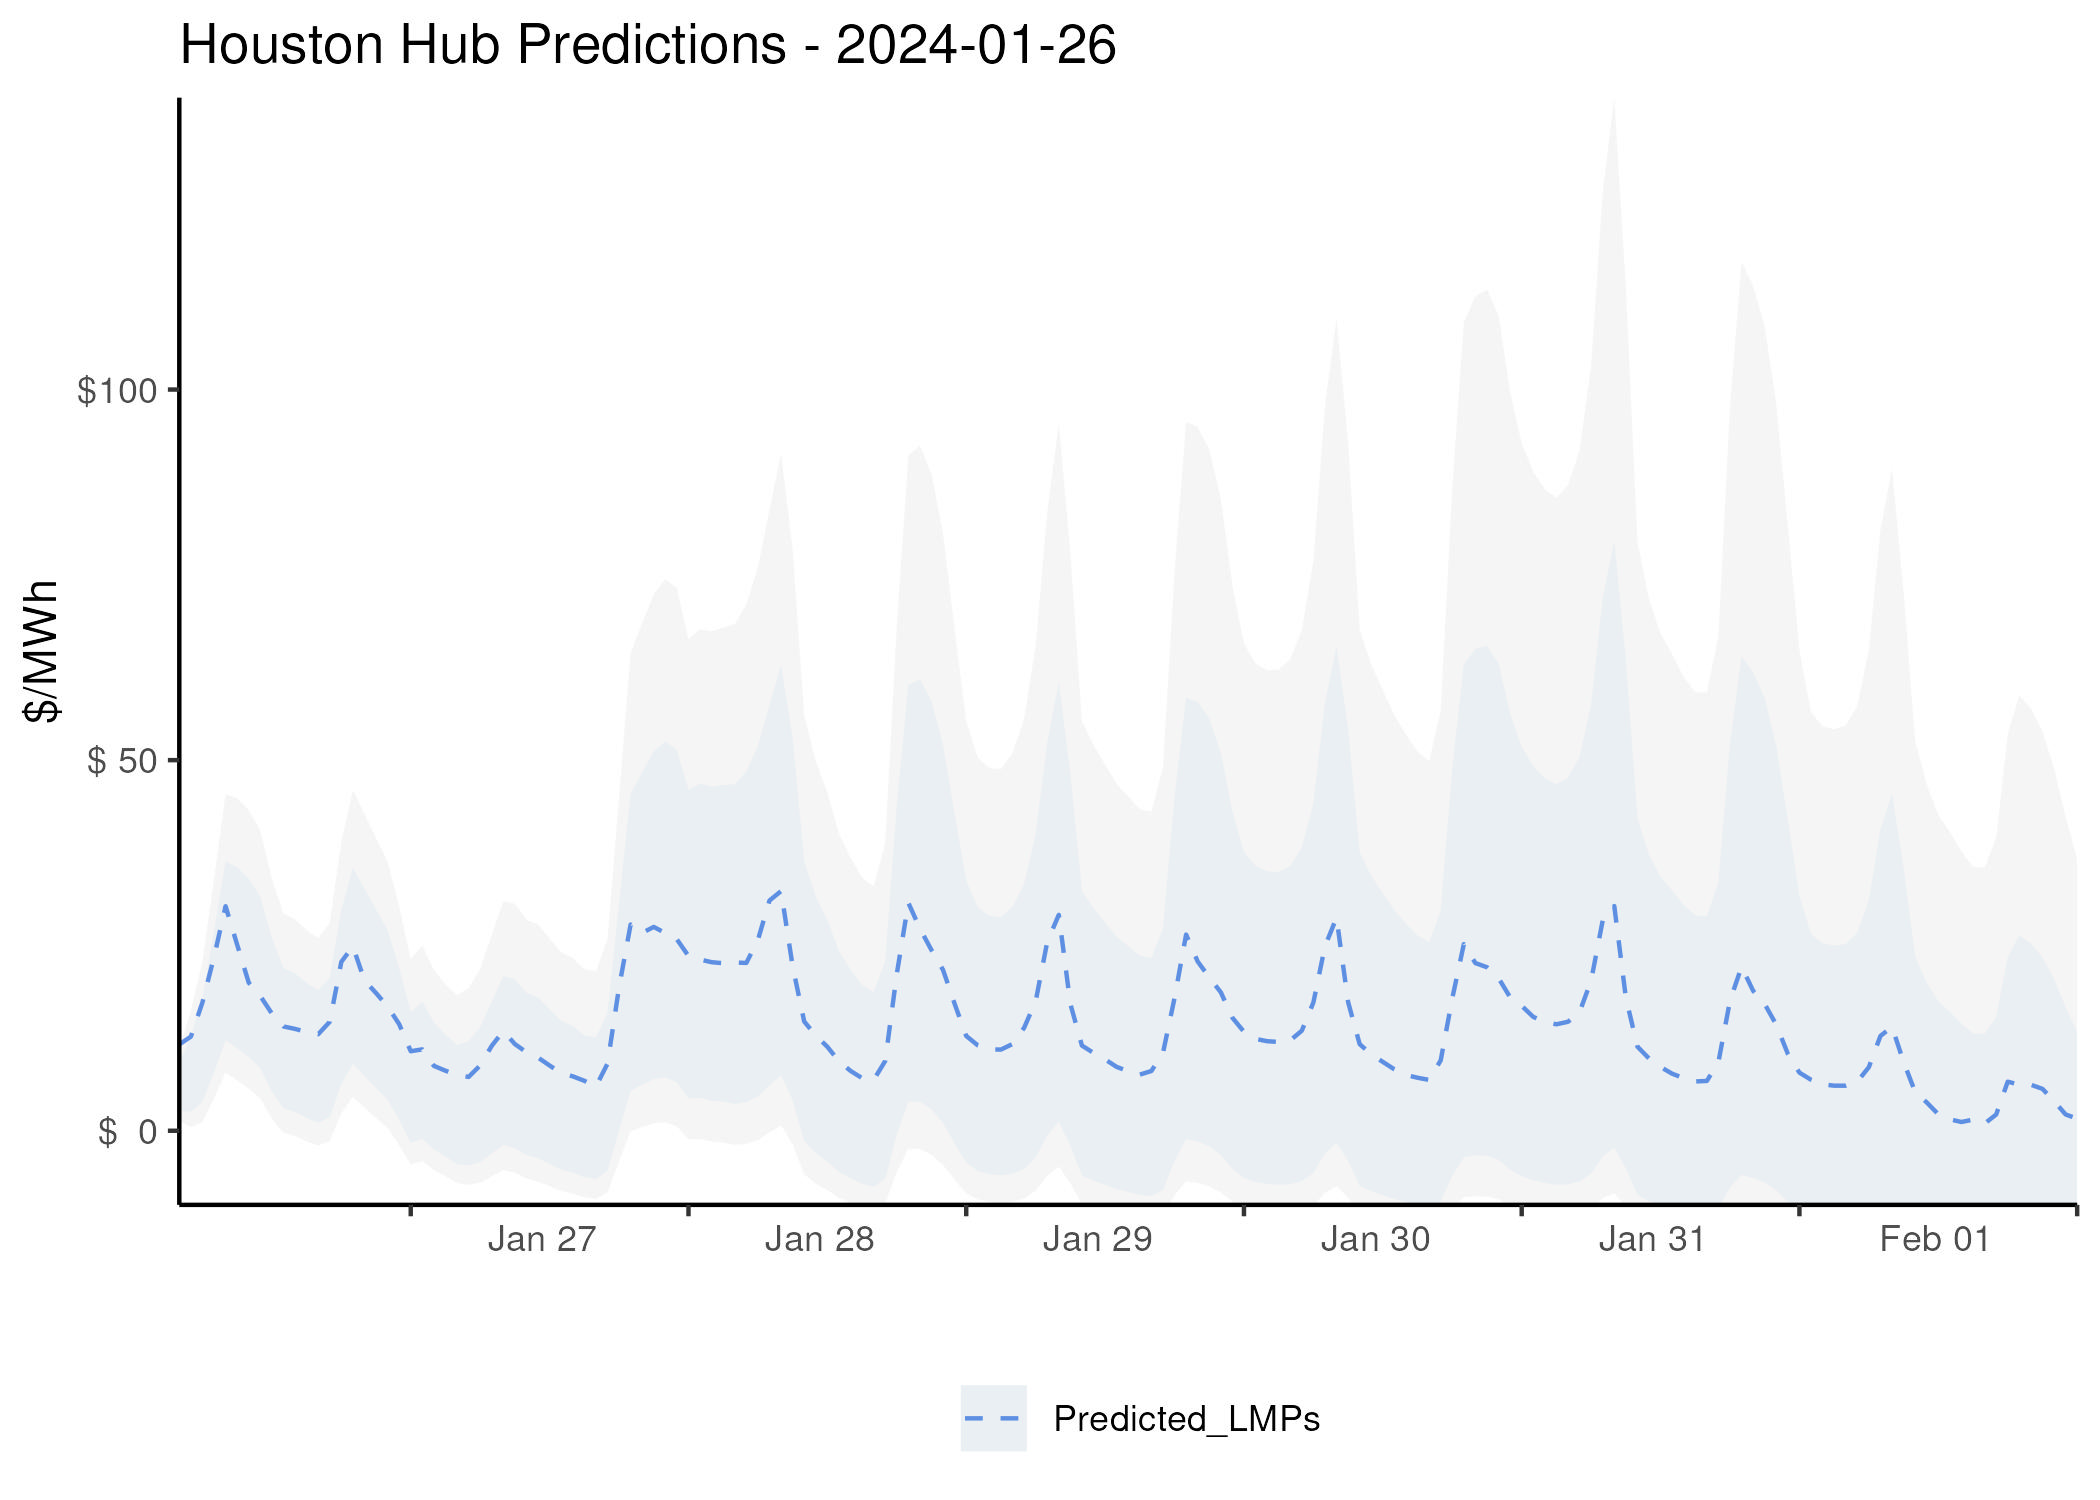 Houston Hub Predictions - 2024-01-26
$/MWh
$100
$ 50
$  0
Jan 27
Jan 28
Jan 29
Jan 30
Jan 31
Feb 01
Predicted_LMPs